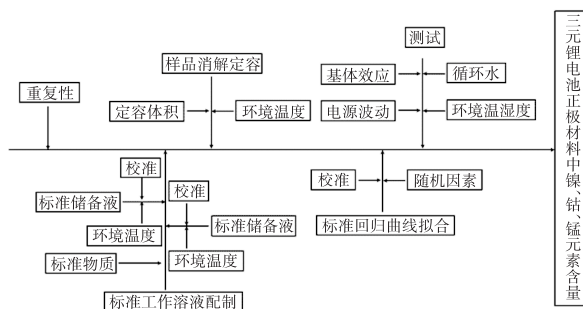 测试
样品消解定容
基体效应
循环水
重复性
定容体积
环境温度
电源波动
环境温湿度
校准
标准储备液
环境温度
校准
标准储备液
环境温度
标准物质
标准工作溶液配制
校准
随机因素
标准回归曲线拟合
三元锂电池正极材料中镍、钴、锰元素含量